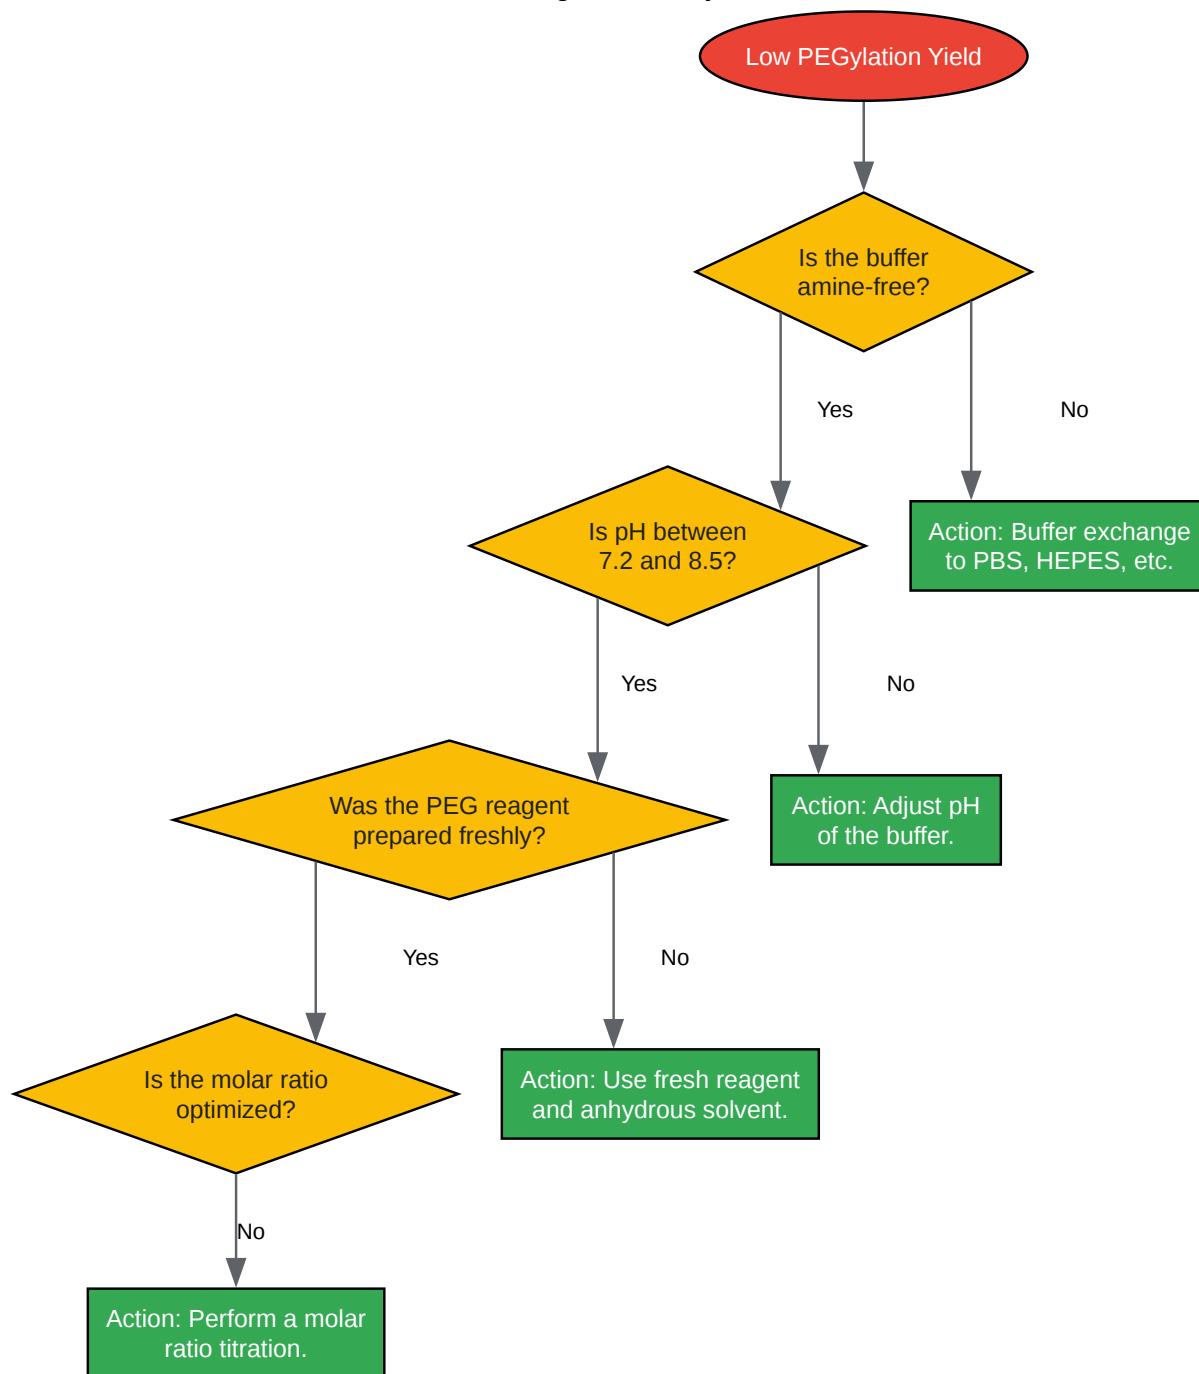 Low PEGylation Yield
Is the buffer
amine-free?
Yes
No
Is pH between
7.2 and 8.5?
Action: Buffer exchange
to PBS, HEPES, etc.
Yes
No
Was the PEG reagent
prepared freshly?
Action: Adjust pH
of the buffer.
Yes
No
Is the molar ratio
optimized?
Action: Use fresh reagent
and anhydrous solvent.
No
Action: Perform a molar
ratio titration.